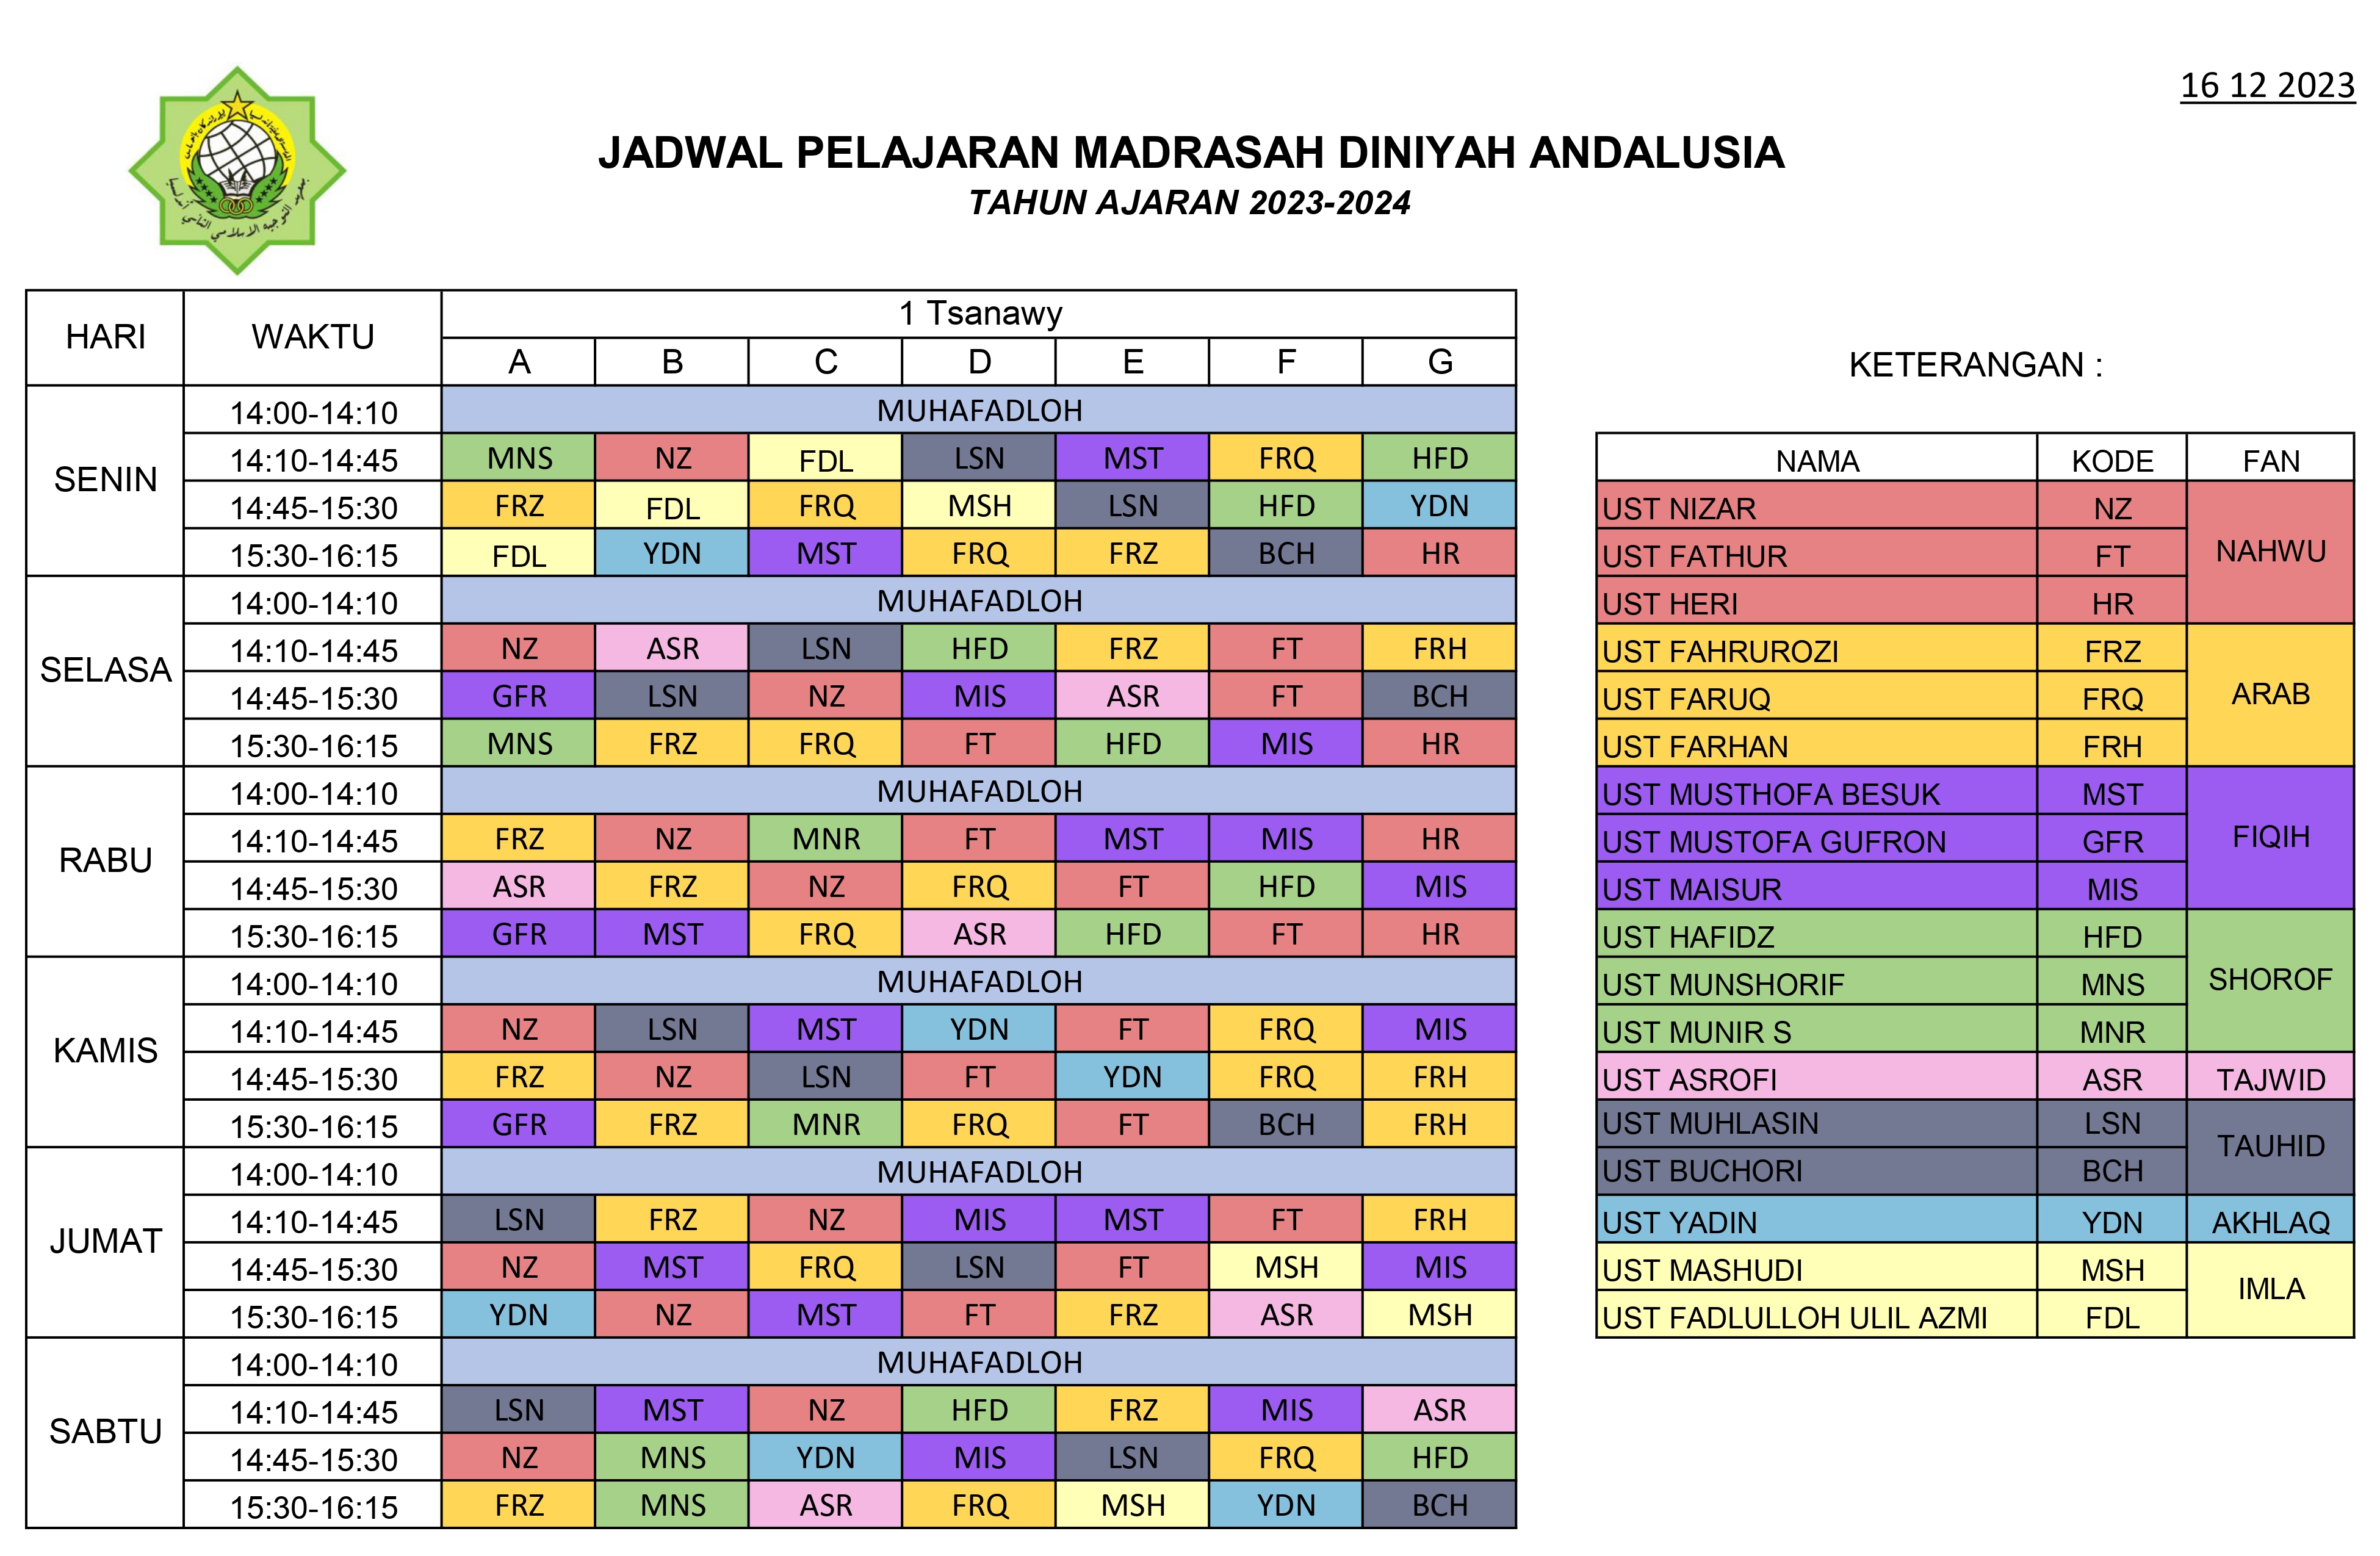 16 12 2023
JADWAL PELAJARAN MADRASAH DINIYAH ANDALUSIA
TAHUN AJARAN 2023-2024
HARI WAKTU 1 Tsanawy
A B C D E F G
SENIN
14:00-14:10 MUHAFADLOH
14:10-14:45 MNS NZ FDL LSN MST FRQ HFD
14:45-15:30 FRZ FDL FRQ MSH LSN HFD YDN
15:30-16:15 FDL YDN MST FRQ FRZ BCH HR
SELASA
14:00-14:10 MUHAFADLOH
14:10-14:45 NZ ASR LSN HFD FRZ FT FRH
14:45-15:30 GFR LSN NZ MIS ASR FT BCH
15:30-16:15 MNS FRZ FRQ FT HFD MIS HR
RABU
14:00-14:10 MUHAFADLOH
14:10-14:45 FRZ NZ MNR FT MST MIS HR
14:45-15:30 ASR FRZ NZ FRQ FT HFD MIS
15:30-16:15 GFR MST FRQ ASR HFD FT HR
KAMIS
14:00-14:10 MUHAFADLOH
14:10-14:45 NZ LSN MST YDN FT FRQ MIS
14:45-15:30 FRZ NZ LSN FT YDN FRQ FRH
15:30-16:15 GFR FRZ MNR FRQ FT BCH FRH
JUMAT
14:00-14:10 MUHAFADLOH
14:10-14:45 LSN FRZ NZ MIS MST FT FRH
14:45-15:30 NZ MST FRQ LSN FT MSH MIS
15:30-16:15 YDN NZ MST FT FRZ ASR MSH
SABTU
14:00-14:10 MUHAFADLOH
14:10-14:45 LSN MST NZ HFD FRZ MIS ASR
14:45-15:30 NZ MNS YDN MIS LSN FRQ HFD
15:30-16:15 FRZ MNS ASR FRQ MSH YDN BCH
KETERANGAN :
NAMA KODE FAN
UST NIZAR NZ NAHWU
UST FATHUR FT
UST HERI HR
UST FAHRUROZI FRZ ARAB
UST FARUQ FRQ
UST FARHAN FRH
UST MUSTHOFA BESUK MST FIQIH
UST MUSTOFA GUFRON GFR
UST MAISUR MIS
UST HAFIDZ HFD SHOROF
UST MUNSHORIF MNS
UST MUNIR S MNR
UST ASROFI ASR TAJWID
UST MUHLASIN LSN TAUHID
UST BUCHORI BCH
UST YADIN YDN AKHLAQ
UST MASHUDI MSH IMLA
UST FADLULLOH ULIL AZMI FDL